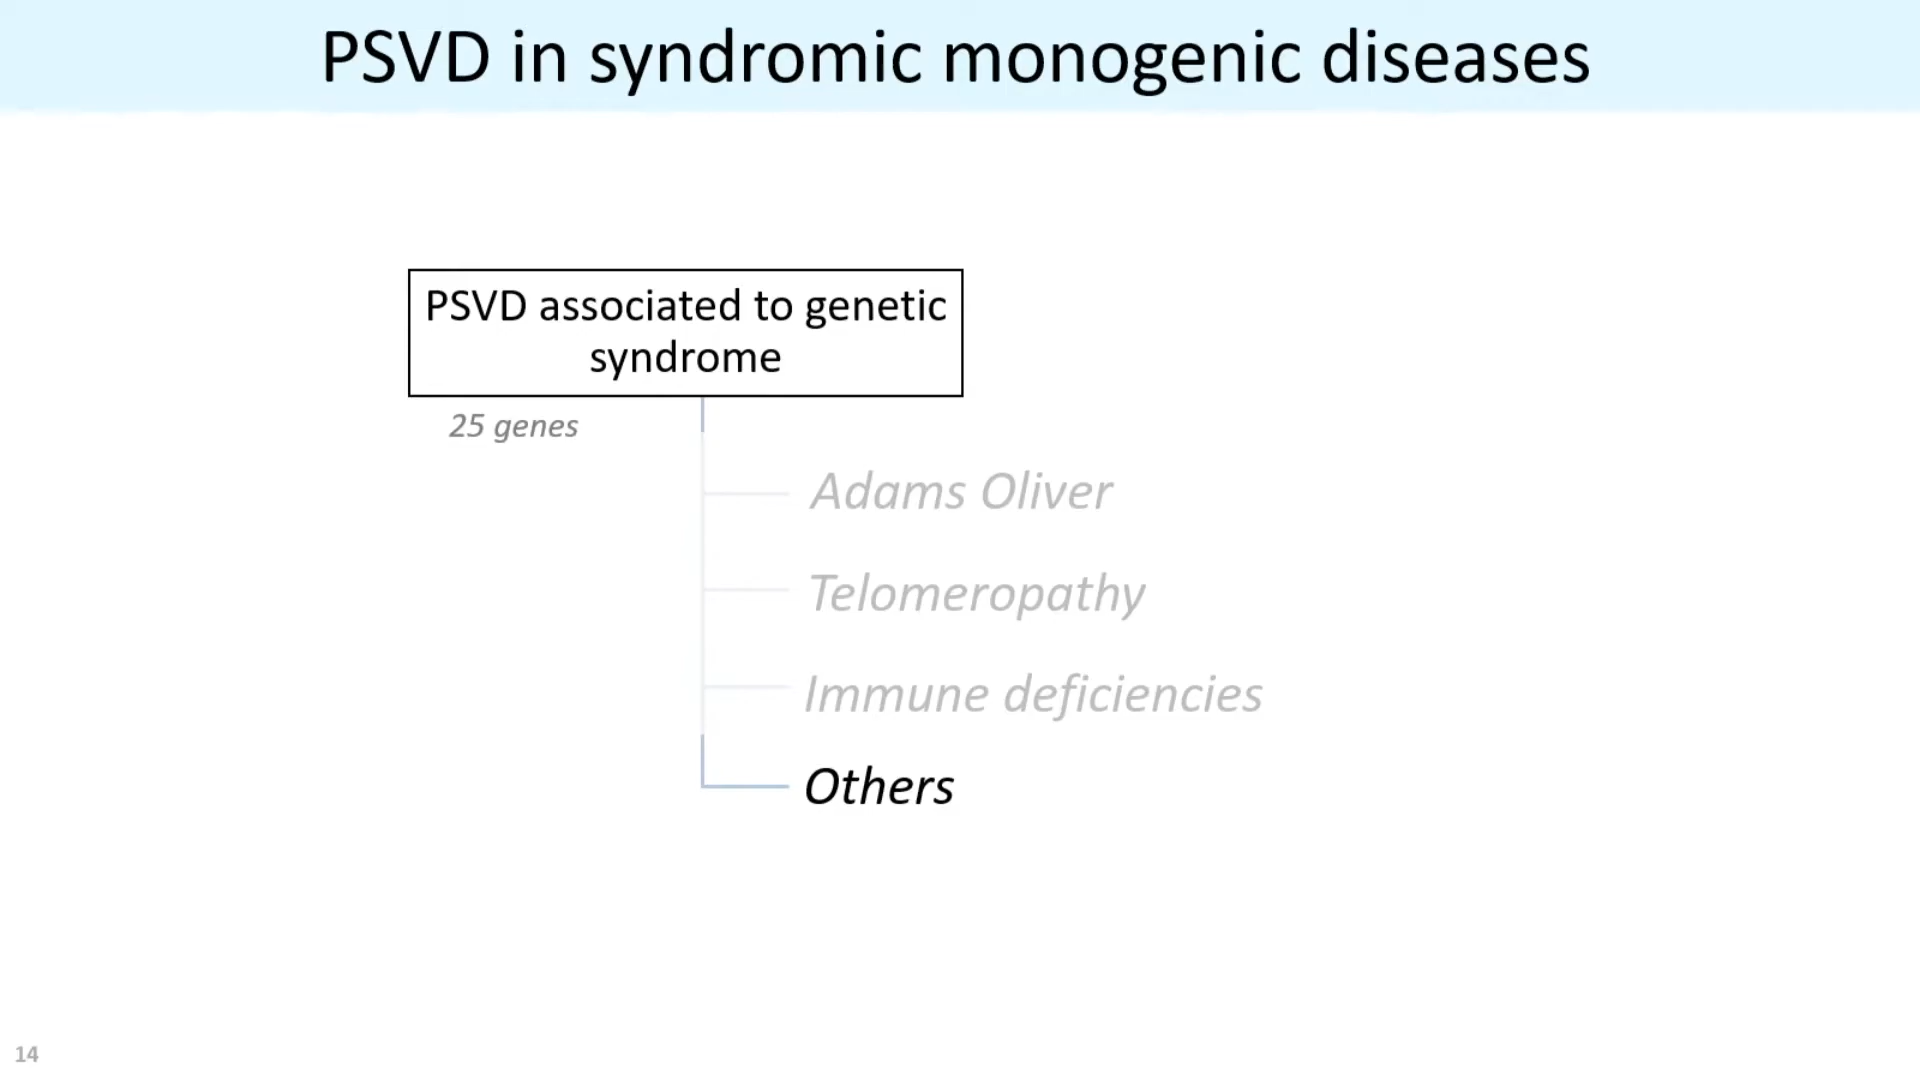 PSVD in syndromic monogenic diseases
PSVD associated to genetic
syndrome
25 genes
Adams Oliver
Telomeropathy
Immune deficiencies
Others
14